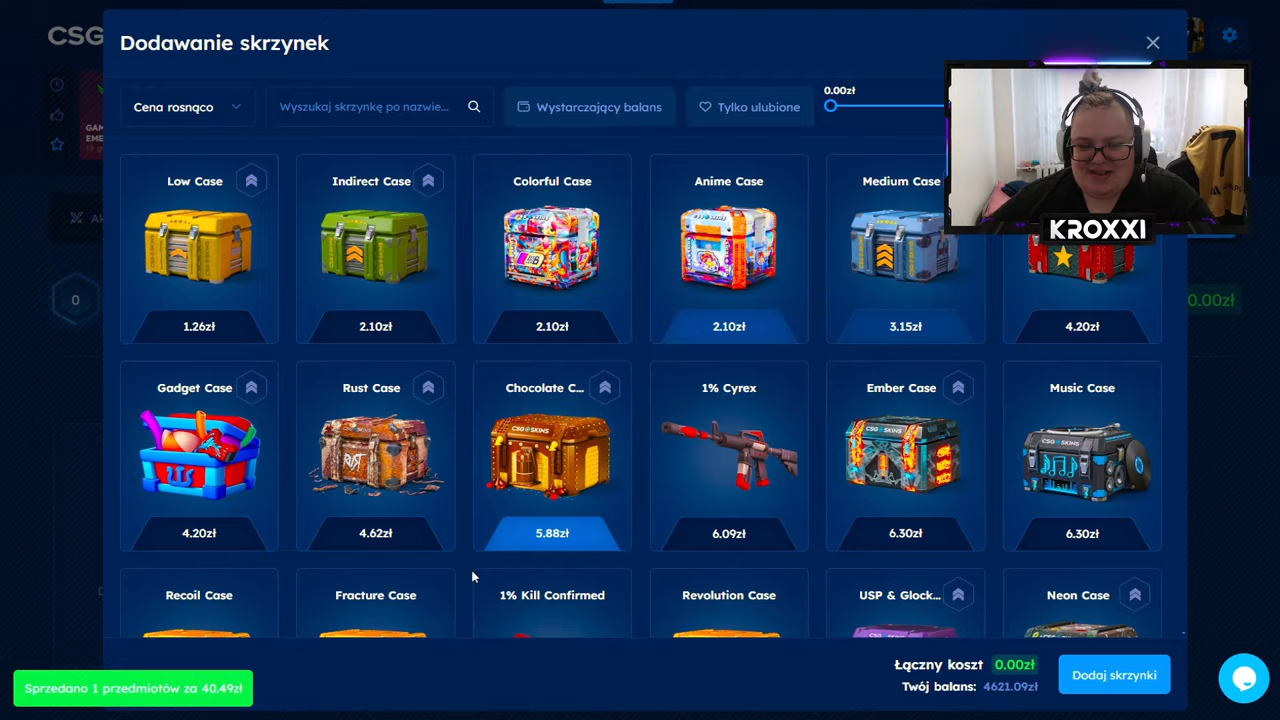 CSG
Dodawanie skrzynek
Cena rosnąco
Wyszukaj skrzynkę po nazwie...
Wystarczający balans
Tylko ulubione
0.00zł
KROXXI
7
Low Case
Indirect Case
Colorful Case
Anime Case
Medium Case
1.26zł
2.10zł
2.10zł
2.10zł
3.15zł
4.20zł
0
0.00zł
Gadget Case
Rust Case
Chocolate C...
1% Cyrex
Ember Case
Music Case
RUST
CSGSKINS
4.20zł
4.62zł
5.88zł
6.09zł
6.30zł
6.30zł
Recoil Case
Fracture Case
1% Kill Confirmed
Revolution Case
USP & Glock...
Neon Case
Łączny koszt 0.00zł
Twój balans: 4621.09zł
Dodaj skrzynki
Sprzedano 1 przedmiotów za 40.49zł